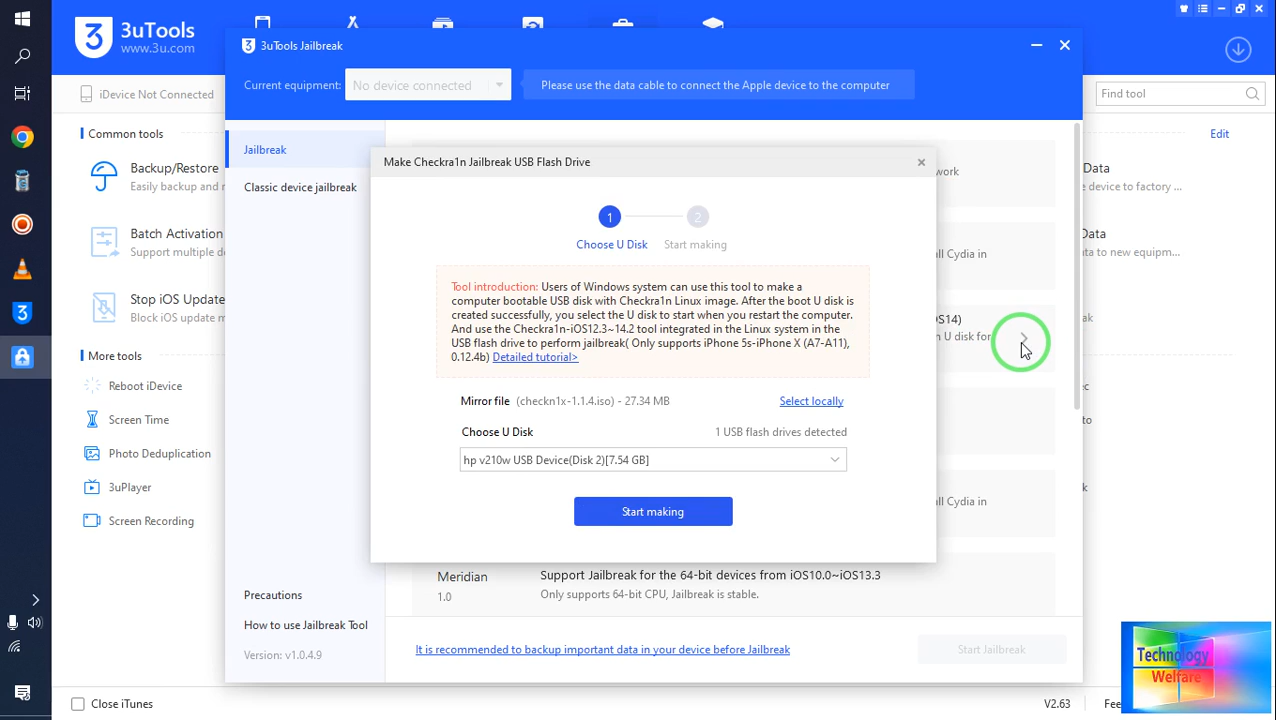 3uTools
www.3u.com
3uTools Jailbreak
Current equipment:
No device connected
Please use the data cable to connect the Apple device to the computer
iDevice Not Connected
Find tool
Common tools
Edit
Backup/Restore
Easily backup and r
Batch Activation
Support multiple d
Stop iOS Update
Block iOS update m
More tools
Reboot iDevice
Screen Time
Photo Deduplication
3uPlayer
Screen Recording
Jailbreak
Classic device jailbreak
Precautions
How to use Jailbreak Tool
Version: v1.0.4.9
Make Checkra1n Jailbreak USB Flash Drive
1
2
Choose U Disk
Start making
Tool introduction: Users of Windows system can use this tool to make a
computer bootable USB disk with Checkra1n Linux image. After the boot U disk is
created successfully, you select the U disk to start when you restart the computer.
And use the Checkra1n-iOS12.3~14.2 tool integrated in the Linux system in the
USB flash drive to perform jailbreak( Only supports iPhone 5s-iPhone X (A7-A11),
0.12.4b) Detailed tutorial>
Mirror file (checkn1x-1.1.4.iso) - 27.34 MB
Select locally
Choose U Disk
1 USB flash drives detected
hp v210w USB Device(Disk 2)[7.54 GB]
Start making
work
all Cydia in
OS14)
n U disk for
all Cydia in
Meridian
1.0
Support Jailbreak for the 64-bit devices from iOS10.0~iOS13.3
Only supports 64-bit CPU, Jailbreak is stable.
It is recommended to backup important data in your device before Jailbreak
Start Jailbreak
Data
e device to factory ...
Data
ta to new equipm...
ak
ec
to
k
Close iTunes
V2.63
Fee
Technology
Welfare